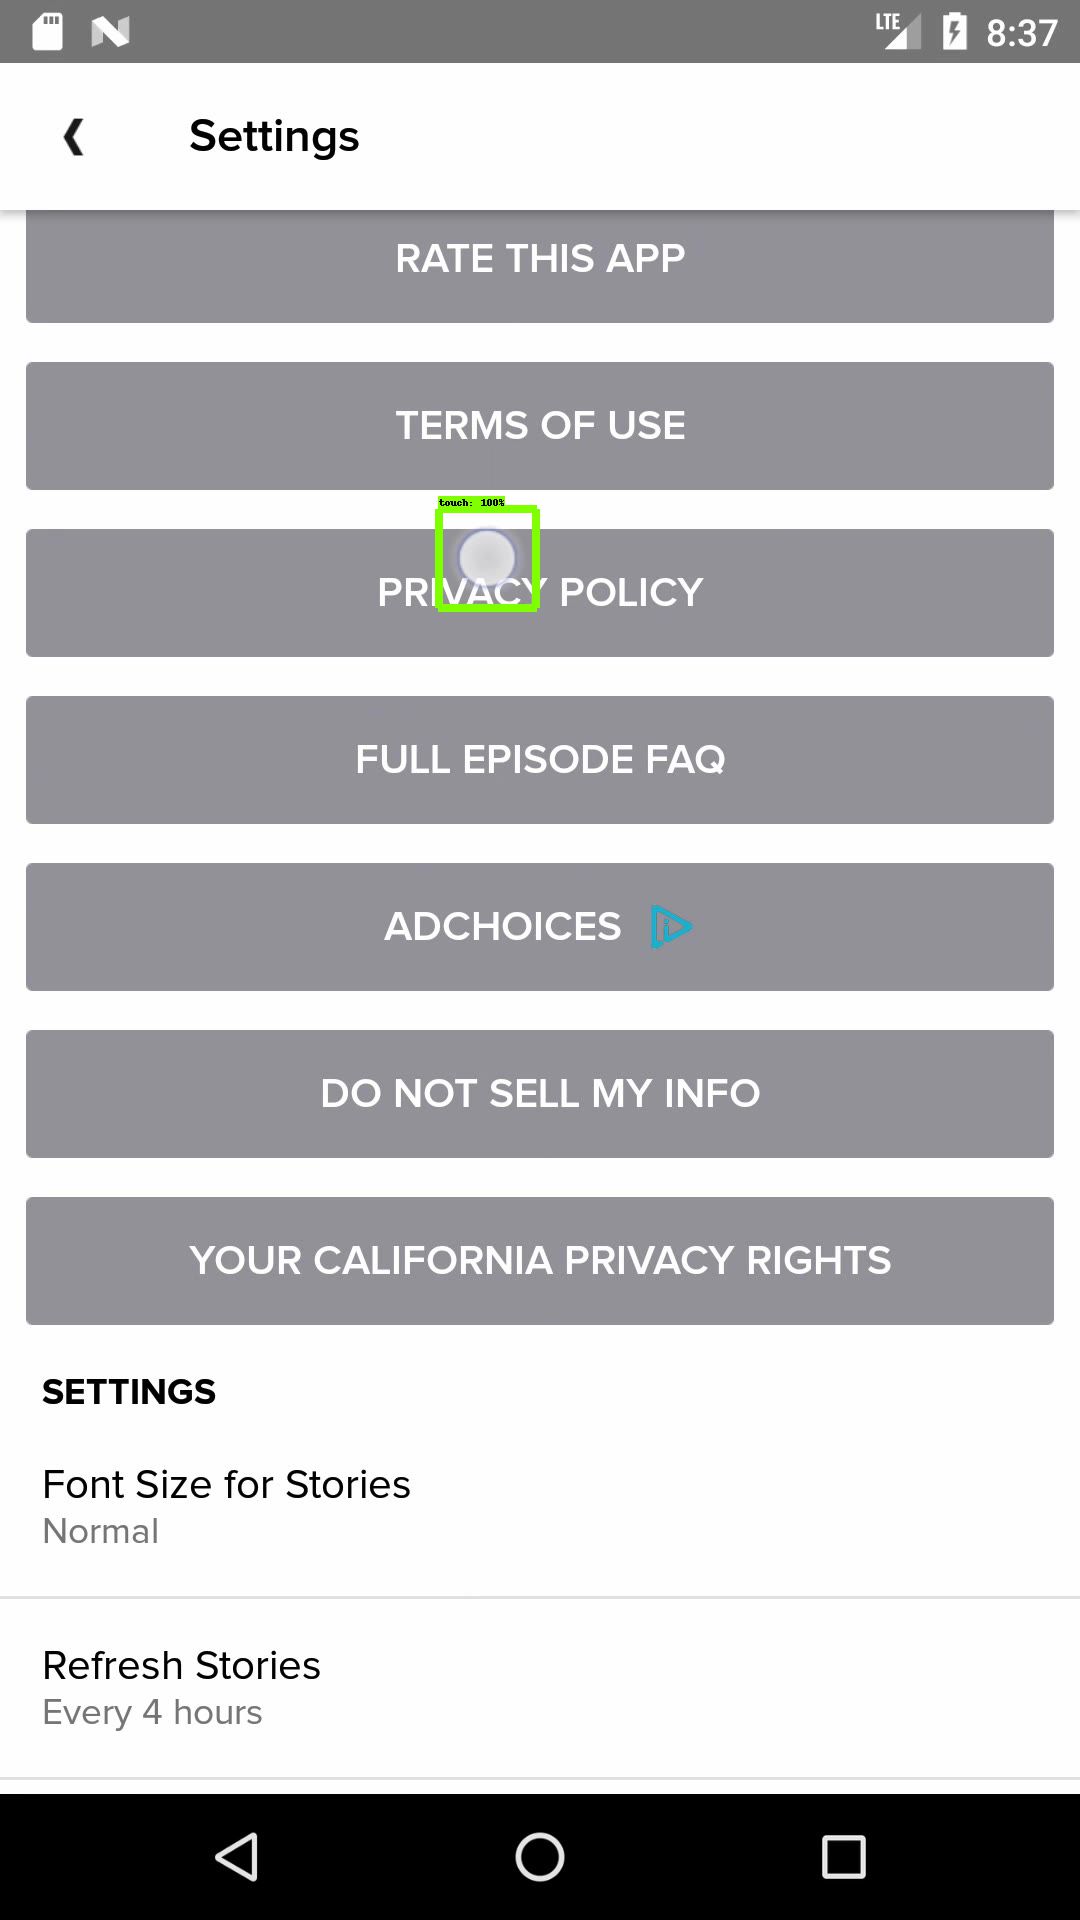 LTE 8:37
Settings
RATE THIS APP
TERMS OF USE
touch: 100%
PRIVACY POLICY
FULL EPISODE FAQ
ADCHOICES
DO NOT SELL MY INFO
YOUR CALIFORNIA PRIVACY RIGHTS
SETTINGS
Font Size for Stories
Normal
Refresh Stories
Every 4 hours